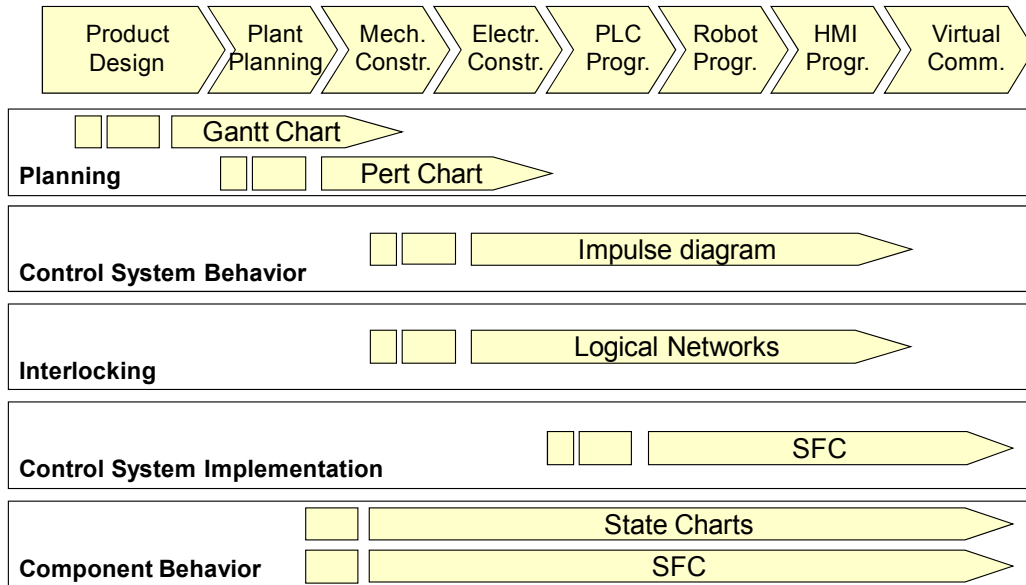 Product Plant Mech. Electr. PLC Robot HMI Virtual
Design Planning Constr. Constr. Progr. Progr. Progr. Comm.
Gantt Chart
Pert Chart
Planning
Impulse diagram
Control System Behavior
Logical Networks
Interlocking
SFC
Control System Implementation
State Charts
Component Behavior SFC